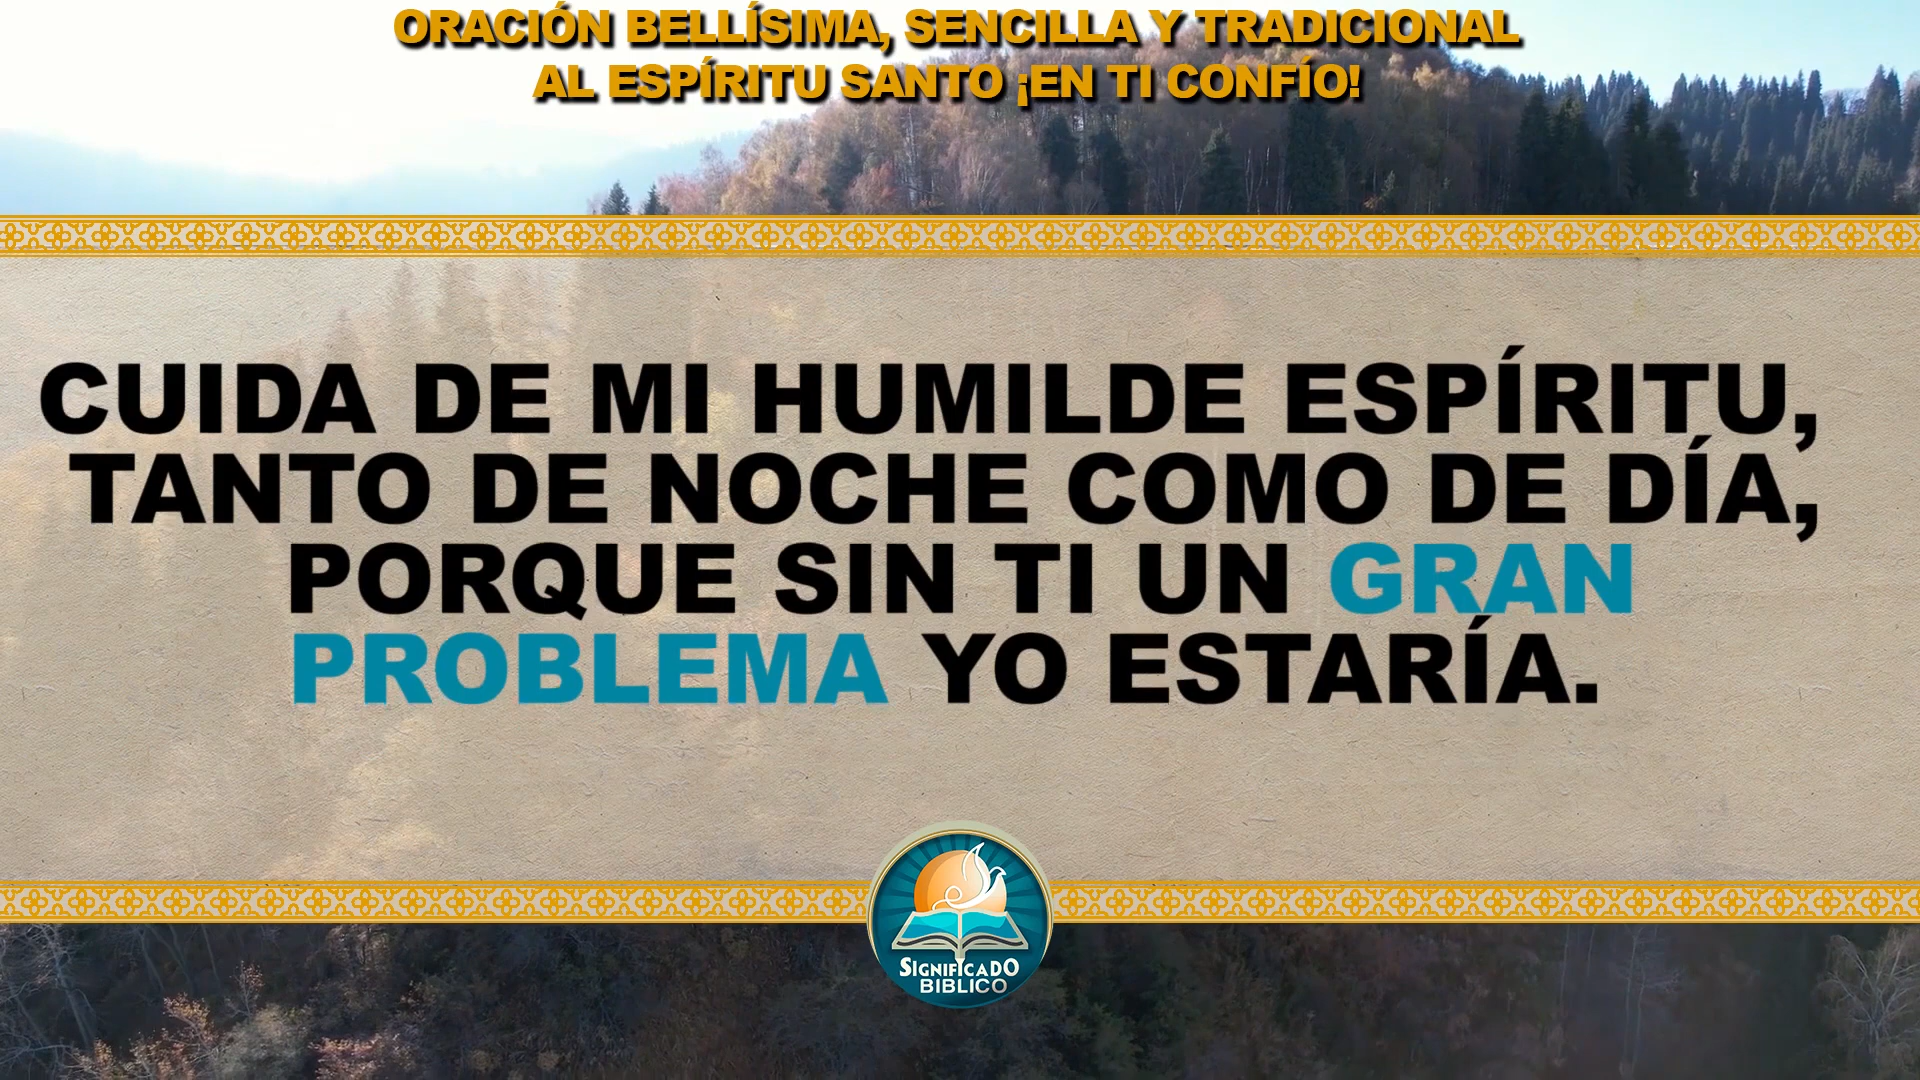 ORACIÓN BELLÍSIMA, SENCILLA Y TRADICIONAL
AL ESPÍRITU SANTO ¡EN TI CONFÍO!
CUIDA DE MI HUMILDE ESPÍRITU,
TANTO DE NOCHE COMO DE DÍA,
PORQUE SIN TI UN GRAN
PROBLEMA YO ESTARÍA.
SIGNIFICADO
BIBLICO